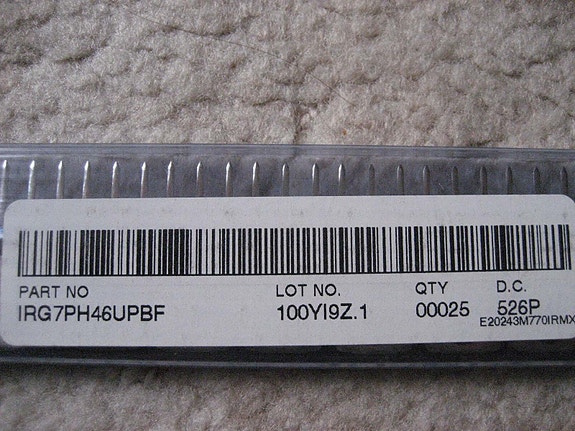 PART NO LOT NO. QTY D.C.
IRG7PH46UPBF 100YI9Z.1 00025 526P
E20243M770IRMX